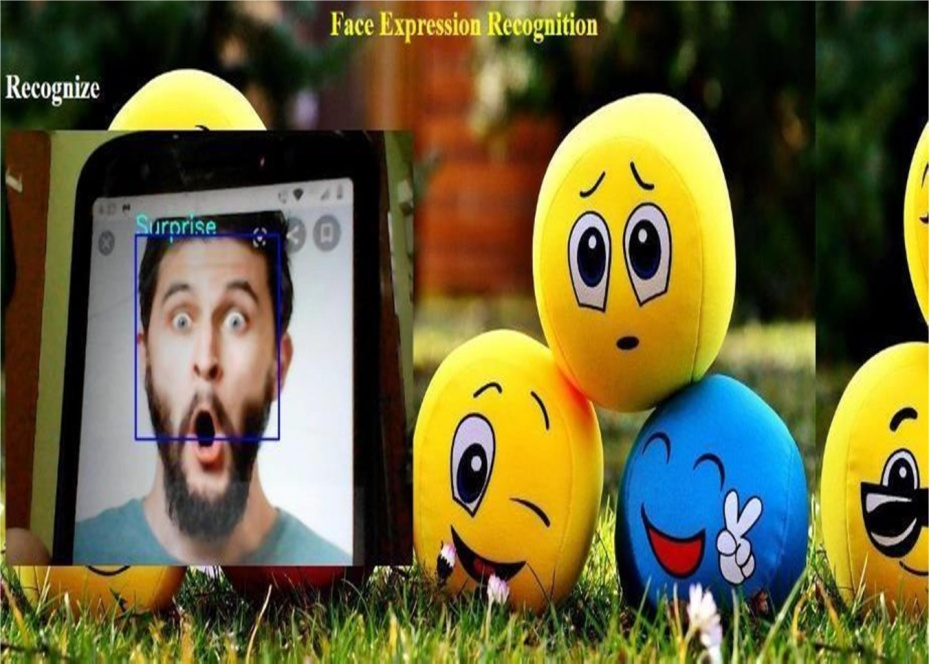 Face Expression Recognition
Recognize
Surprise